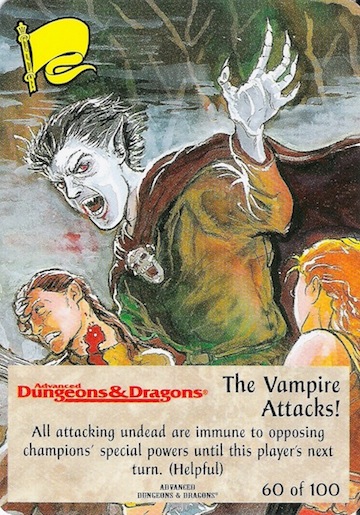 Advanced
Dungeons & Dragons®
The Vampire
Attacks!
All attacking undead are immune to opposing
champions' special powers until this player's next
turn. (Helpful)
ADVANCED
DUNGEONS & DRAGONS®
60 of 100